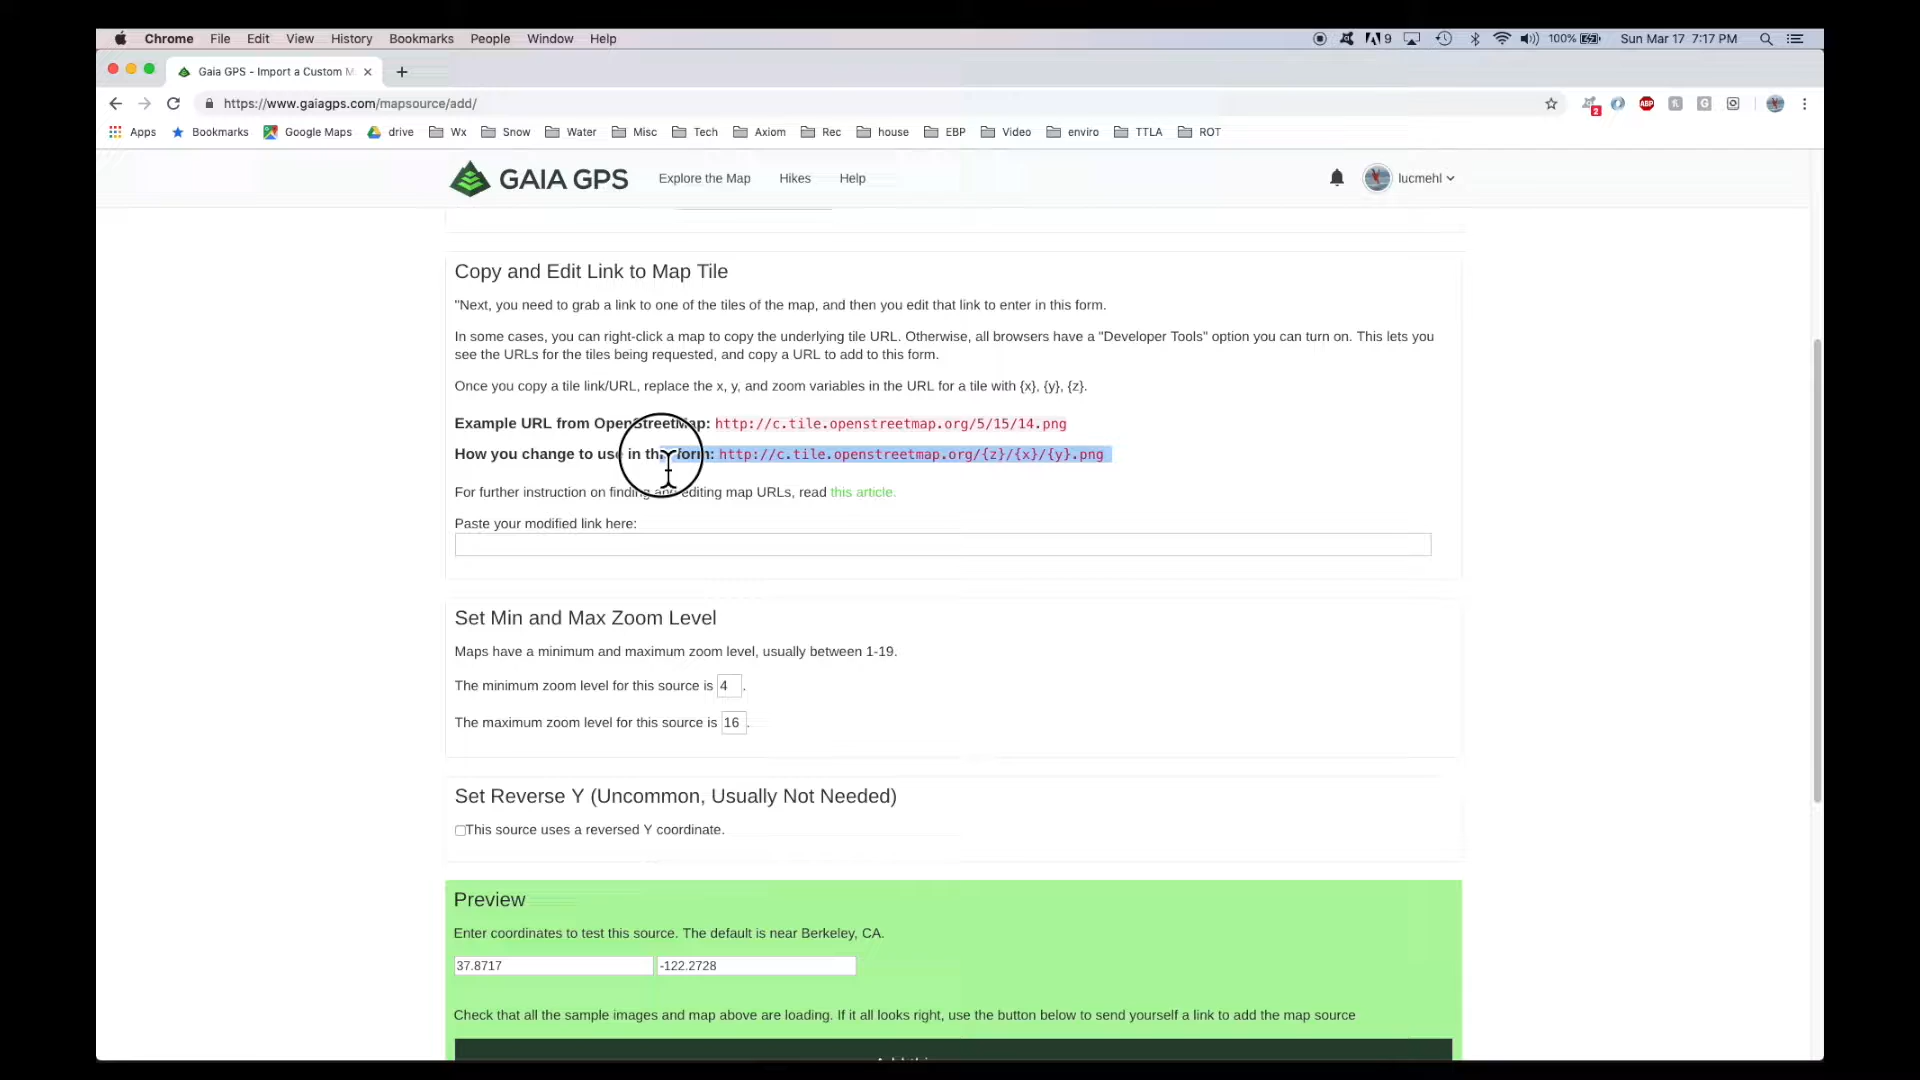 Chrome File Edit View History Bookmarks People Window Help 9 100% Sun Mar 17 7:17 PM
Gaia GPS - Import a Custom M
https://www.gaiagps.com/mapsource/add/ 2 ABP G
Apps Bookmarks Google Maps drive Wx Snow Water Misc Tech Axiom Rec house EBP Video enviro TTLA ROT
GAIA GPS Explore the Map Hikes Help lucmehl
Copy and Edit Link to Map Tile
"Next, you need to grab a link to one of the tiles of the map, and then you edit that link to enter in this form.
In some cases, you can right-click a map to copy the underlying tile URL. Otherwise, all browsers have a "Developer Tools" option you can turn on. This lets you
see the URLs for the tiles being requested, and copy a URL to add to this form.
Once you copy a tile link/URL, replace the x, y, and zoom variables in the URL for a tile with {x}, {y}, {z}.
Example URL from OpenStreetMap: http://c.tile.openstreetmap.org/5/15/14.png
How you change to use in this form: http://c.tile.openstreetmap.org/{z}/{x}/{y}.png
For further instruction on finding and editing map URLs, read this article.
Paste your modified link here:
Set Min and Max Zoom Level
Maps have a minimum and maximum zoom level, usually between 1-19.
The minimum zoom level for this source is 4 .
The maximum zoom level for this source is 16 .
Set Reverse Y (Uncommon, Usually Not Needed)
This source uses a reversed Y coordinate.
Preview
Enter coordinates to test this source. The default is near Berkeley, CA.
37.8717 -122.2728
Check that all the sample images and map above are loading. If it all looks right, use the button below to send yourself a link to add the map source